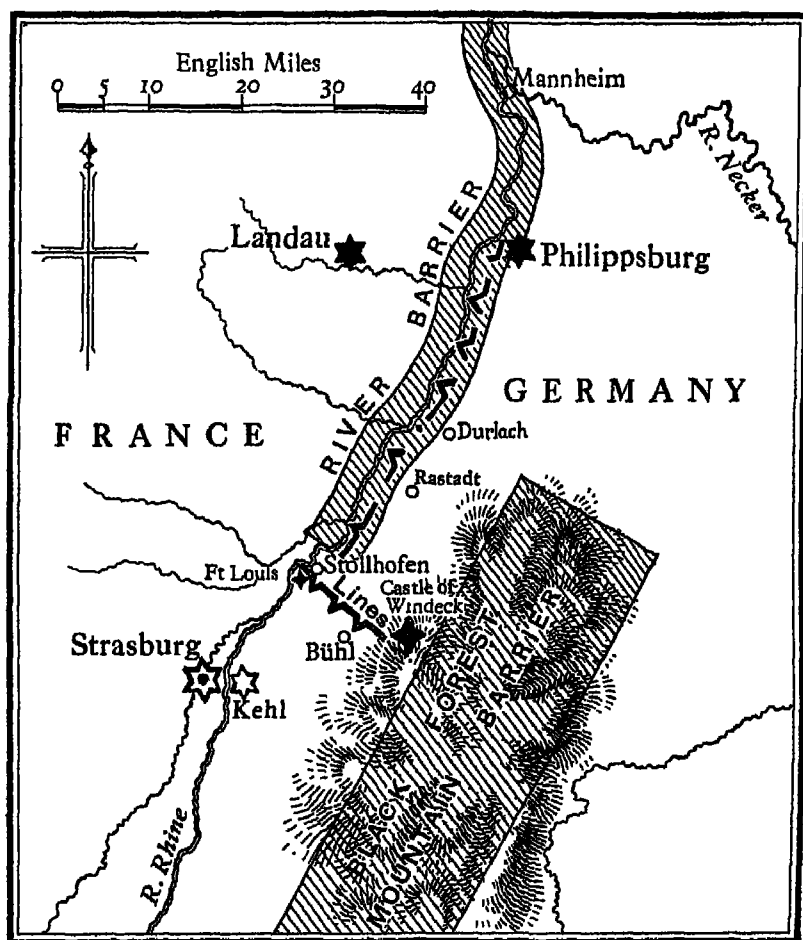 English Miles
0 5 10 20 30 40
Mannheim
R. Necker
RIVER BARRIER
Landau
Philippsburg
GERMANY
FRANCE
Durlach
Rastadt
Ft Louis
Stollhofen
Lines
Castle of
Windeck
Bühl
Strasburg
Kehl
BLACK FOREST
MOUNTAIN BARRIER
R. Rhine